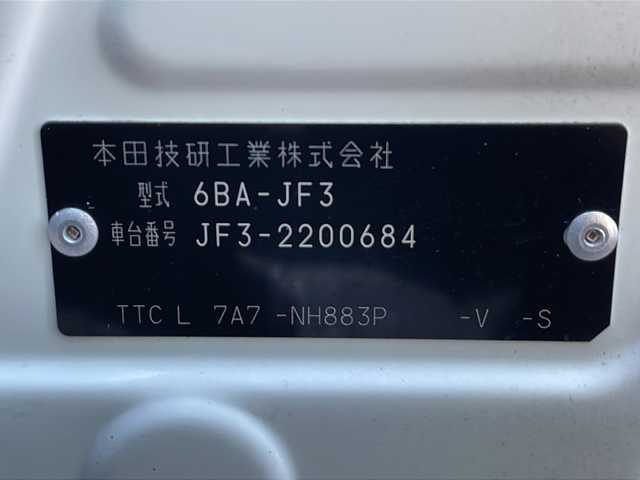 本田技研工業株式会社
型式 6BA-JF3
車台番号 JF3-2200684
TTC L 7A7 -NH883P -V -S